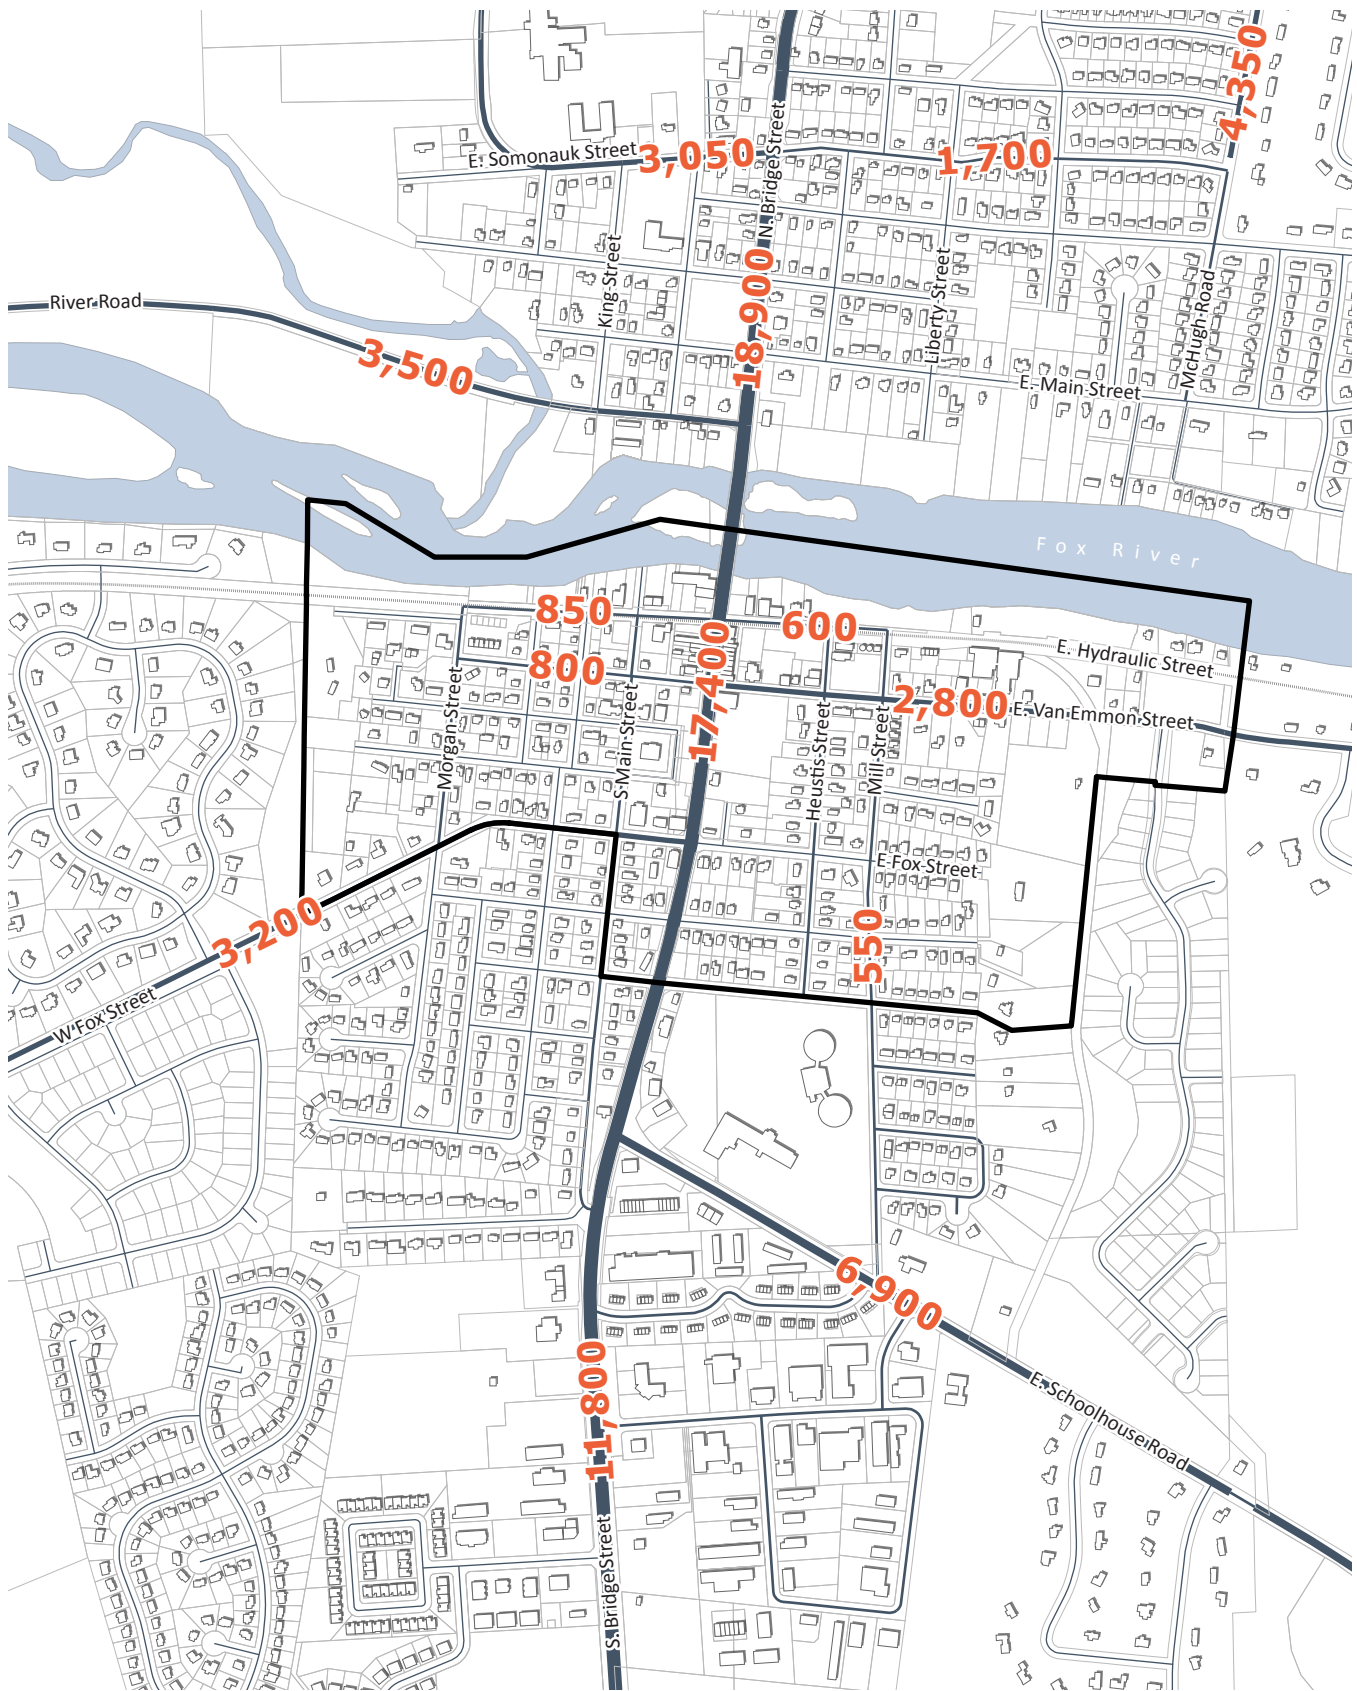 4,350
E. Somonauk Street
3,050
N. Bridge Street
1,700
King Street
18,900
Liberty Street
McHugh Road
River Road
3,500
E. Main Street
Fox River
850
600
E. Hydraulic Street
800
17,400
2,800
E. Van Emmon Street
Morgan Street
S Main Street
Heustis Street
Mill Street
E Fox Street
3,200
550
W Fox Street
6,900
11,800
E. Schoolhouse Road
S. Bridge Street